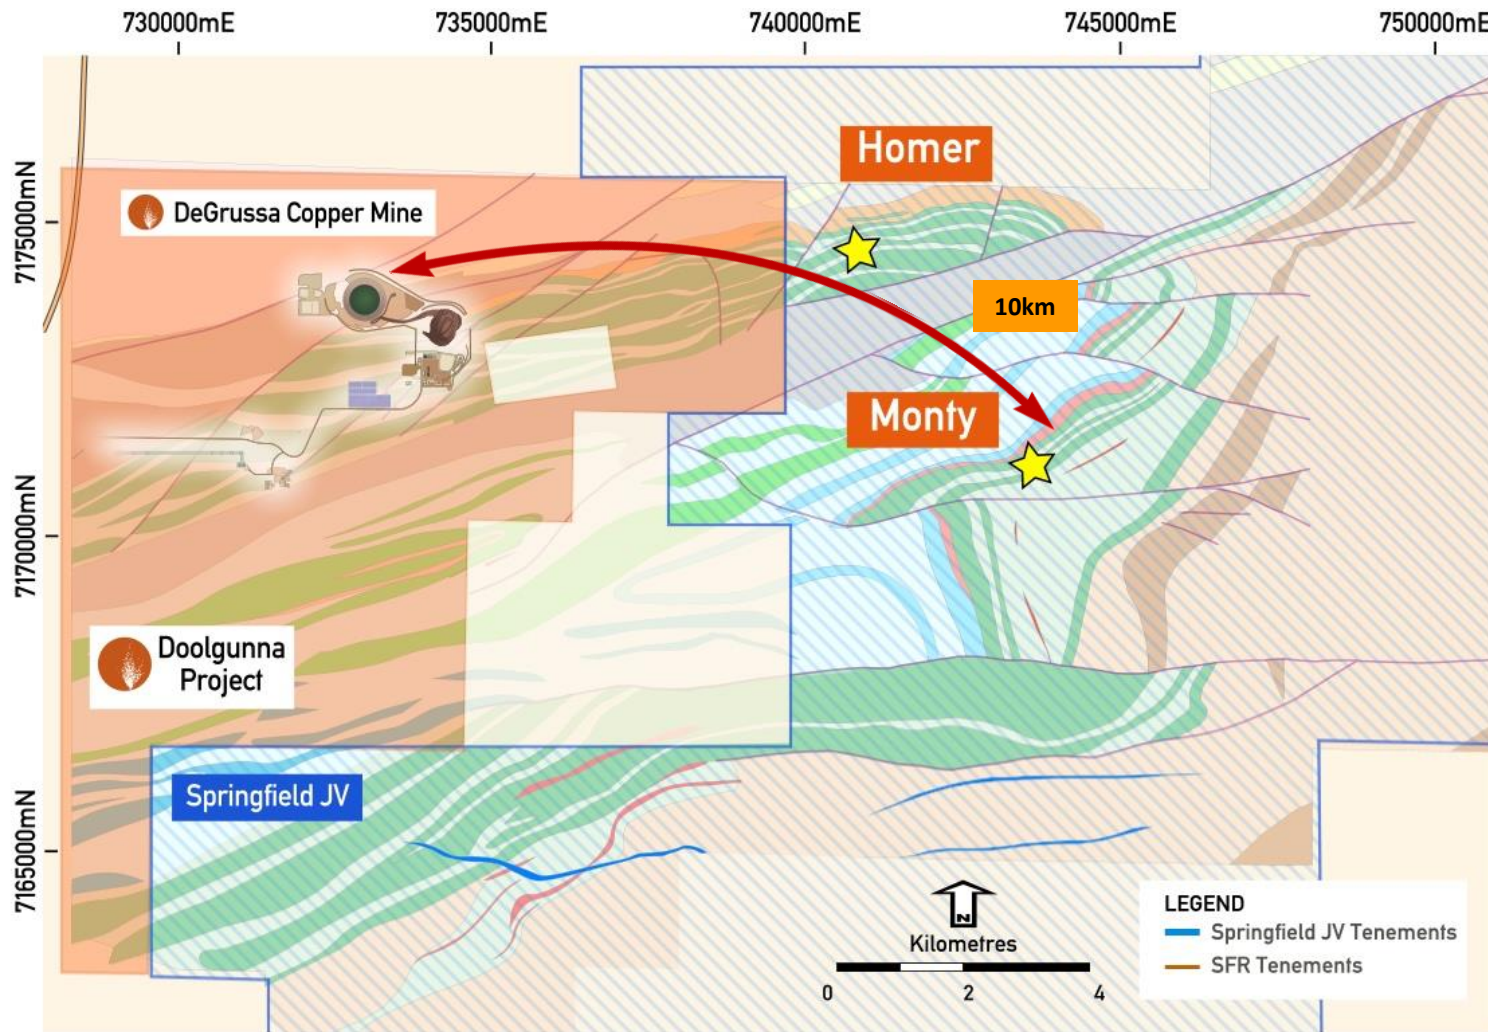 730000mE
735000mE
740000mE
745000mE
750000mE
7175000mN
7170000mN
7165000mN
Homer
DeGrussa Copper Mine
10km
Monty
Doolgunna
Project
Springfield JV
N
Kilometres
0 2 4
LEGEND
Springfield JV Tenements
SFR Tenements